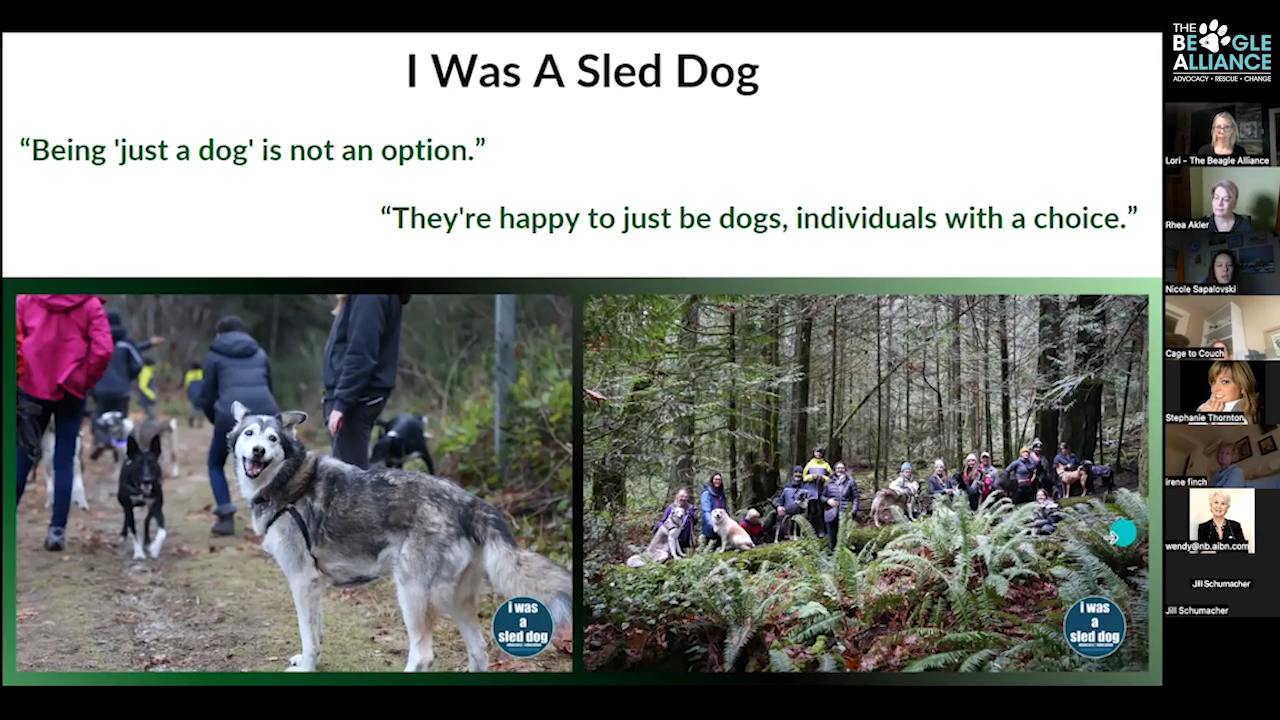 I Was A Sled Dog
“Being 'just a dog' is not an option.”
“They're happy to just be dogs, individuals with a choice.”
i was
a
sled dog
i was
a
sled dog
THE
BEAGLE
ALLIANCE
ADVOCACY • RESCUE • CHANGE
Lori - The Beagle Alliance
Rhea Akler
Nicole Sapalovski
Cage to Couch
Stephanie Thornton
irene finch
wendy@nb.aibn.com
Jill Schumacher
Jill Schumacher